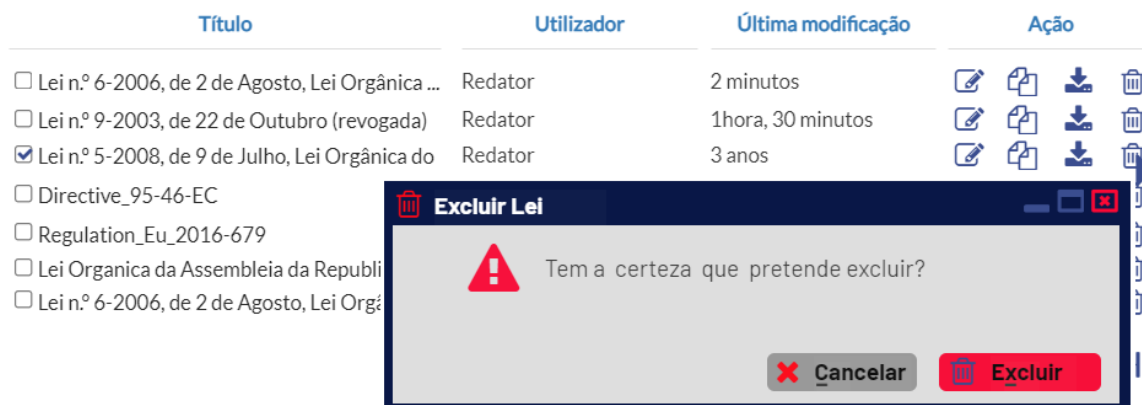 Título Utilizador Última modificação Ação
Lei n.º 6-2006, de 2 de Agosto, Lei Orgânica ... Redator 2 minutos
Lei n.º 9-2003, de 22 de Outubro (revogada) Redator 1hora, 30 minutos
Lei n.º 5-2008, de 9 de Julho, Lei Orgânica do Redator 3 anos
Directive_95-46-EC
Regulation_Eu_2016-679
Lei Organica da Assembleia da Republi
Lei n.º 6-2006, de 2 de Agosto, Lei Orgâ
Excluir Lei
Tem a certeza que pretende excluir?
Cancelar Excluir